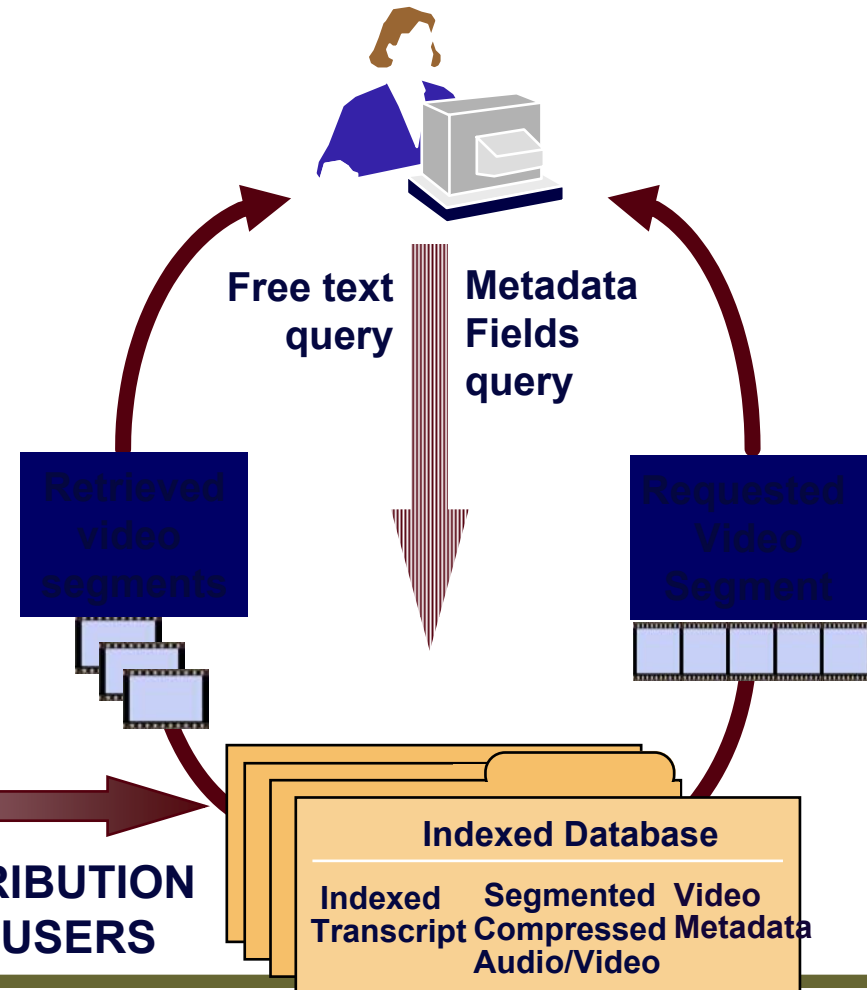 Free text
query
Metadata
Fields
query
Retrieved
video
segments
Requested
Video
Segment
RIBUTION
USERS
Indexed Database
Indexed
Transcript
Segmented
Compressed
Audio/Video
Video
Metadata